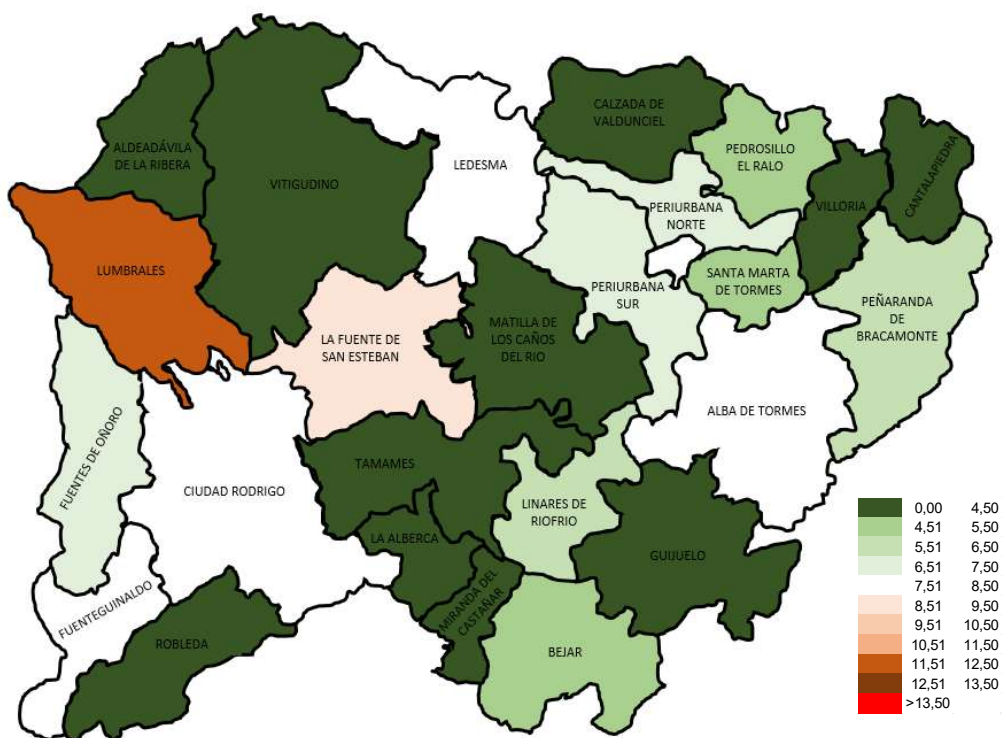 CALZADA DE
VALDUNCIEL
ALDEADÁVILA
DE LA RIBERA
LEDESMA
PEDROSILLO
EL RALO
VITIGUDINO
CANTALAPIEDRA
VILLORIA
PERIURBANA
NORTE
LUMBRALES
SANTA MARTA
DE TORMES
PERIURBANA
SUR
PEÑARANDA
DE
BRACAMONTE
LA FUENTE DE
SAN ESTEBAN
MATILLA DE
LOS CAÑOS
DEL RIO
ALBA DE TORMES
FUENTES DE OÑORO
TAMAMES
CIUDAD RODRIGO
LINARES DE
RIOFRIO
LA ALBERCA
GUIJUELO
FUENTEGUINALDO
MIRANDA DEL
CASTAÑAR
ROBLEDA
BEJAR
0,00 4,50
4,51 5,50
5,51 6,50
6,51 7,50
7,51 8,50
8,51 9,50
9,51 10,50
10,51 11,50
11,51 12,50
12,51 13,50
>13,50